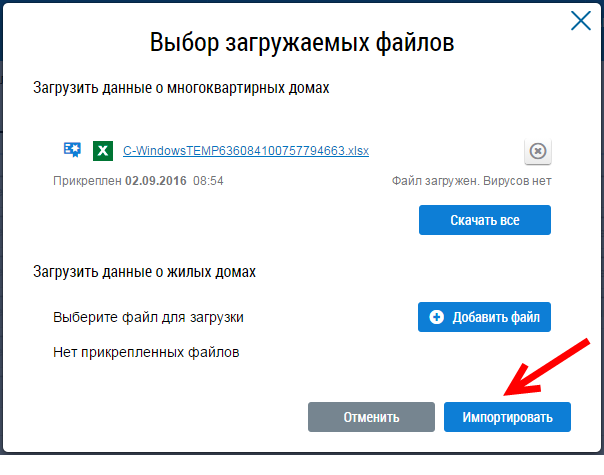 Выбор загружаемых файлов
Загрузить данные о многоквартирных домах
C-WindowsTEMP636084100757794663.xlsx
Прикреплен 02.09.2016 08:54 Файл загружен. Вирусов нет
Скачать все
Загрузить данные о жилых домах
Выберите файл для загрузки Добавить файл
Нет прикрепленных файлов
Отменить Импортировать